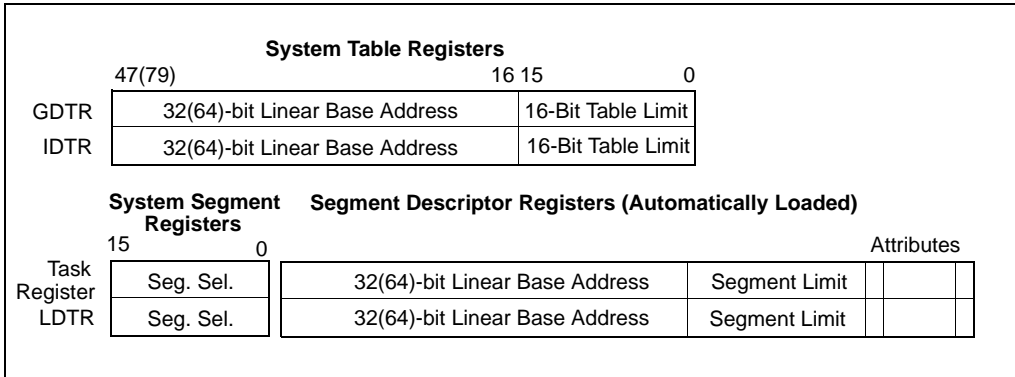 System Table Registers
47(79) 16 15 0
GDTR 32(64)-bit Linear Base Address 16-Bit Table Limit
IDTR 32(64)-bit Linear Base Address 16-Bit Table Limit
System Segment Segment Descriptor Registers (Automatically Loaded)
Registers
15 0 Attributes
Task
Register Seg. Sel. 32(64)-bit Linear Base Address Segment Limit
LDTR Seg. Sel. 32(64)-bit Linear Base Address Segment Limit